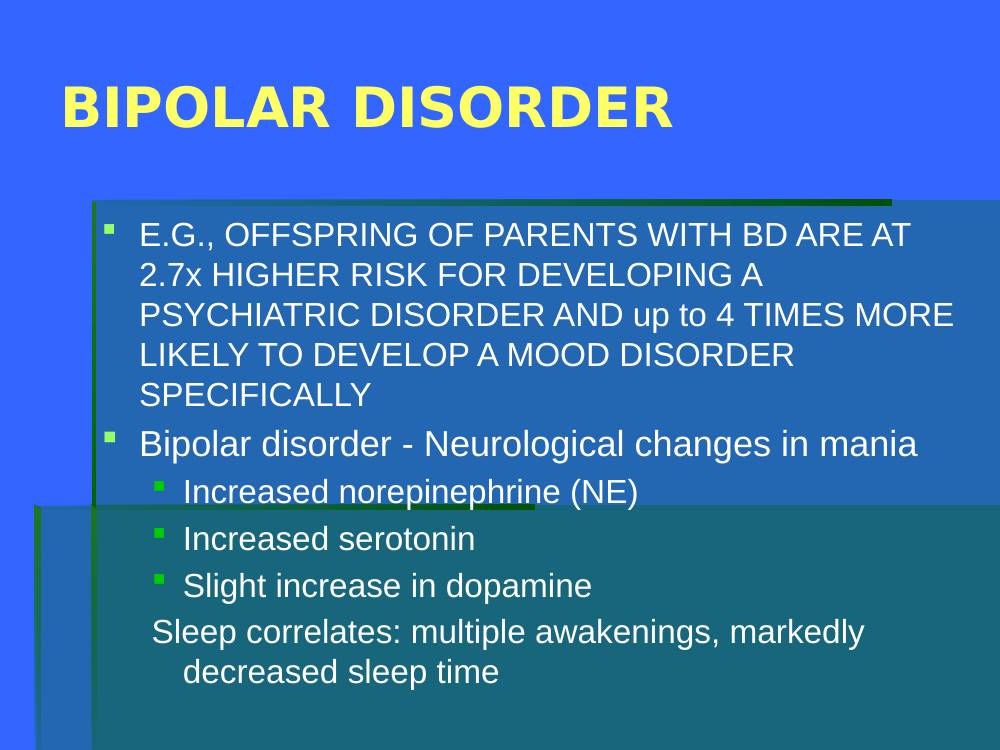 BIPOLAR DISORDER
E.G., OFFSPRING OF PARENTS WITH BD ARE AT
2.7x HIGHER RISK FOR DEVELOPING A
PSYCHIATRIC DISORDER AND up to 4 TIMES MORE
LIKELY TO DEVELOP A MOOD DISORDER
SPECIFICALLY
Bipolar disorder - Neurological changes in mania
Increased norepinephrine (NE)
Increased serotonin
Slight increase in dopamine
Sleep correlates: multiple awakenings, markedly
decreased sleep time